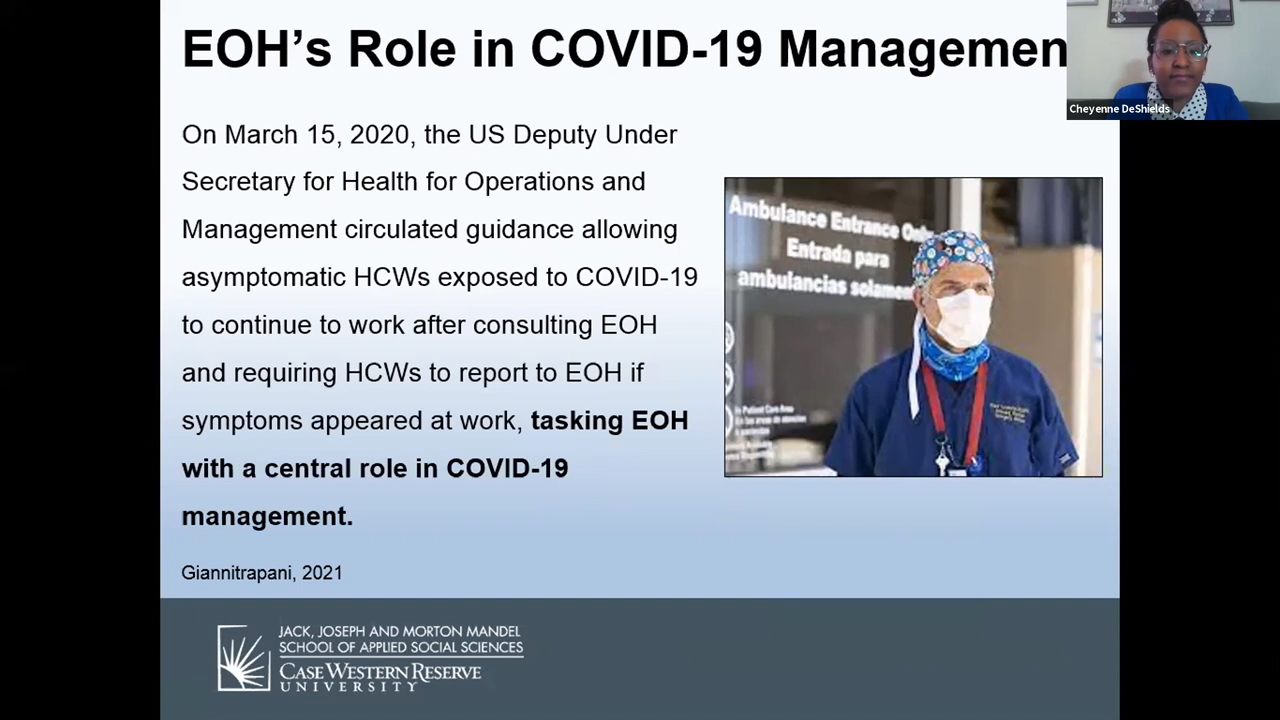 EOH's Role in COVID-19 Managemen
Cheyenne DeShields
On March 15, 2020, the US Deputy Under
Secretary for Health for Operations and
Management circulated guidance allowing
asymptomatic HCWs exposed to COVID-19
to continue to work after consulting EOH
and requiring HCWs to report to EOH if
symptoms appeared at work, tasking EOH
with a central role in COVID-19
management.
Giannitrapani, 2021
Ambulance Entrance Onl
Entrada para
ambulancias solamen
JACK, JOSEPH AND MORTON MANDEL
SCHOOL OF APPLIED SOCIAL SCIENCES
CASE WESTERN RESERVE
UNIVERSITY